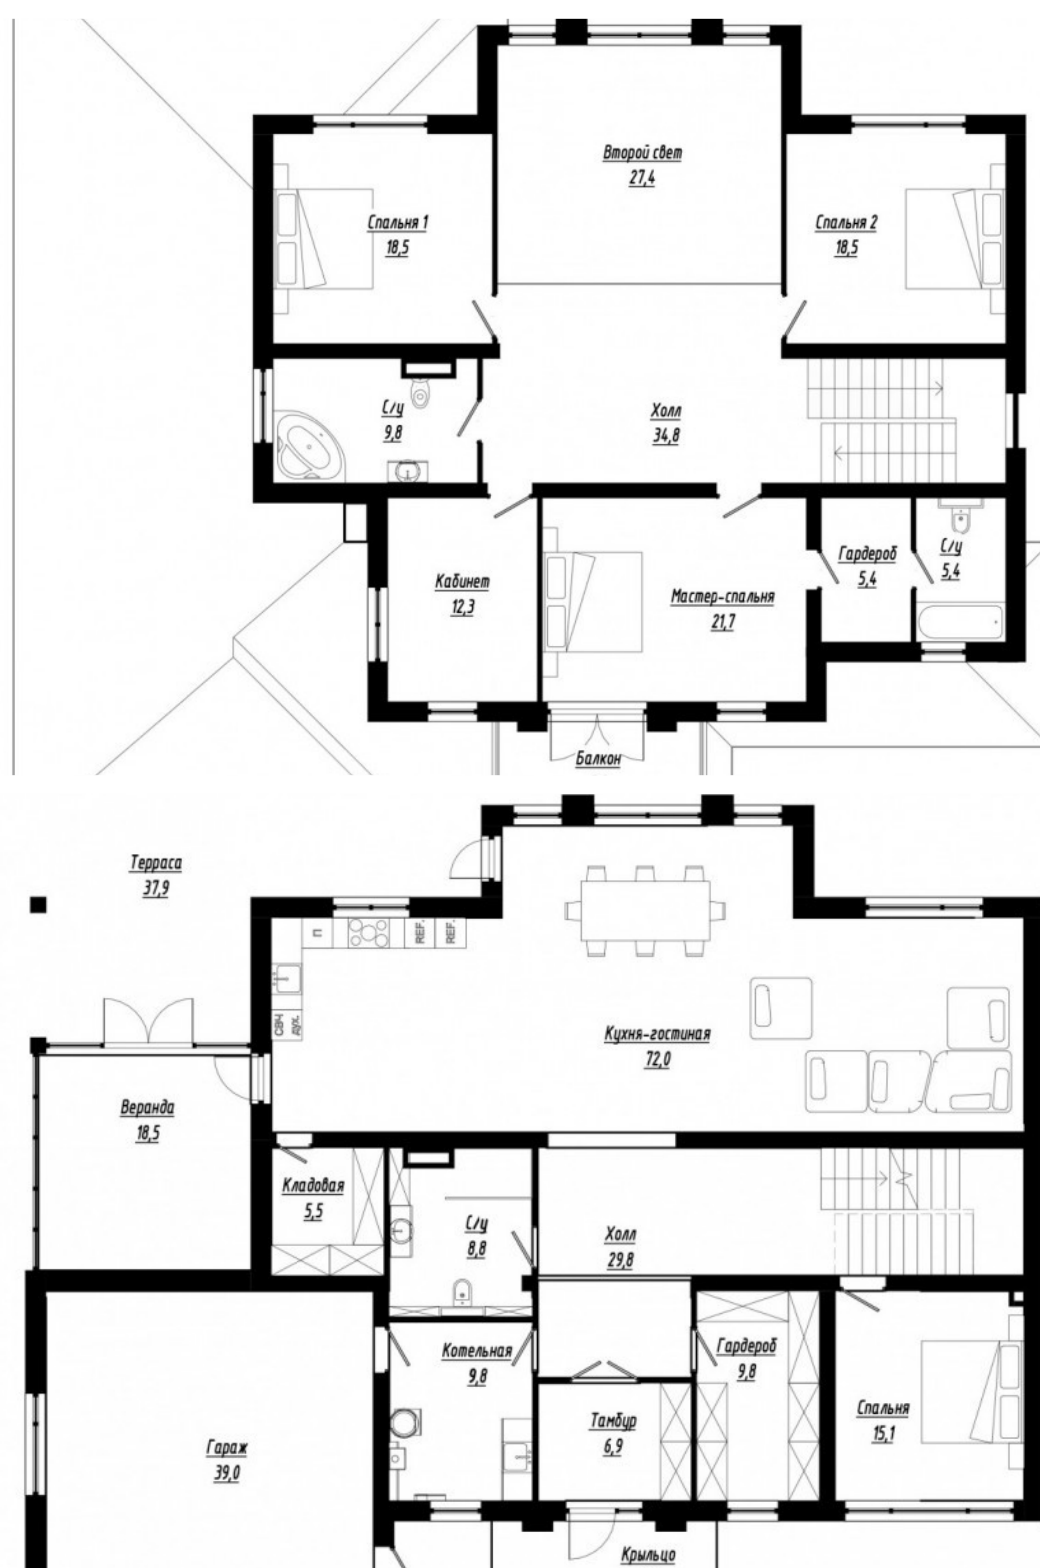 Второй свет
27,4
Спальня 1
18,5
Спальня 2
18,5
С/у
9,8
Холл
34,8
Кабинет
12,3
Мастер-спальня
21,7
Гардероб
5,4
С/у
5,4
Балкон
Терраса
37,9
П
REF.
REF.
СВЧ
дух.
Кухня-гостиная
72,0
Веранда
18,5
Кладовая
5,5
С/у
8,8
Холл
29,8
Котельная
9,8
Гардероб
9,8
Тамбур
6,9
Спальня
15,1
Гараж
39,0
Крыльцо